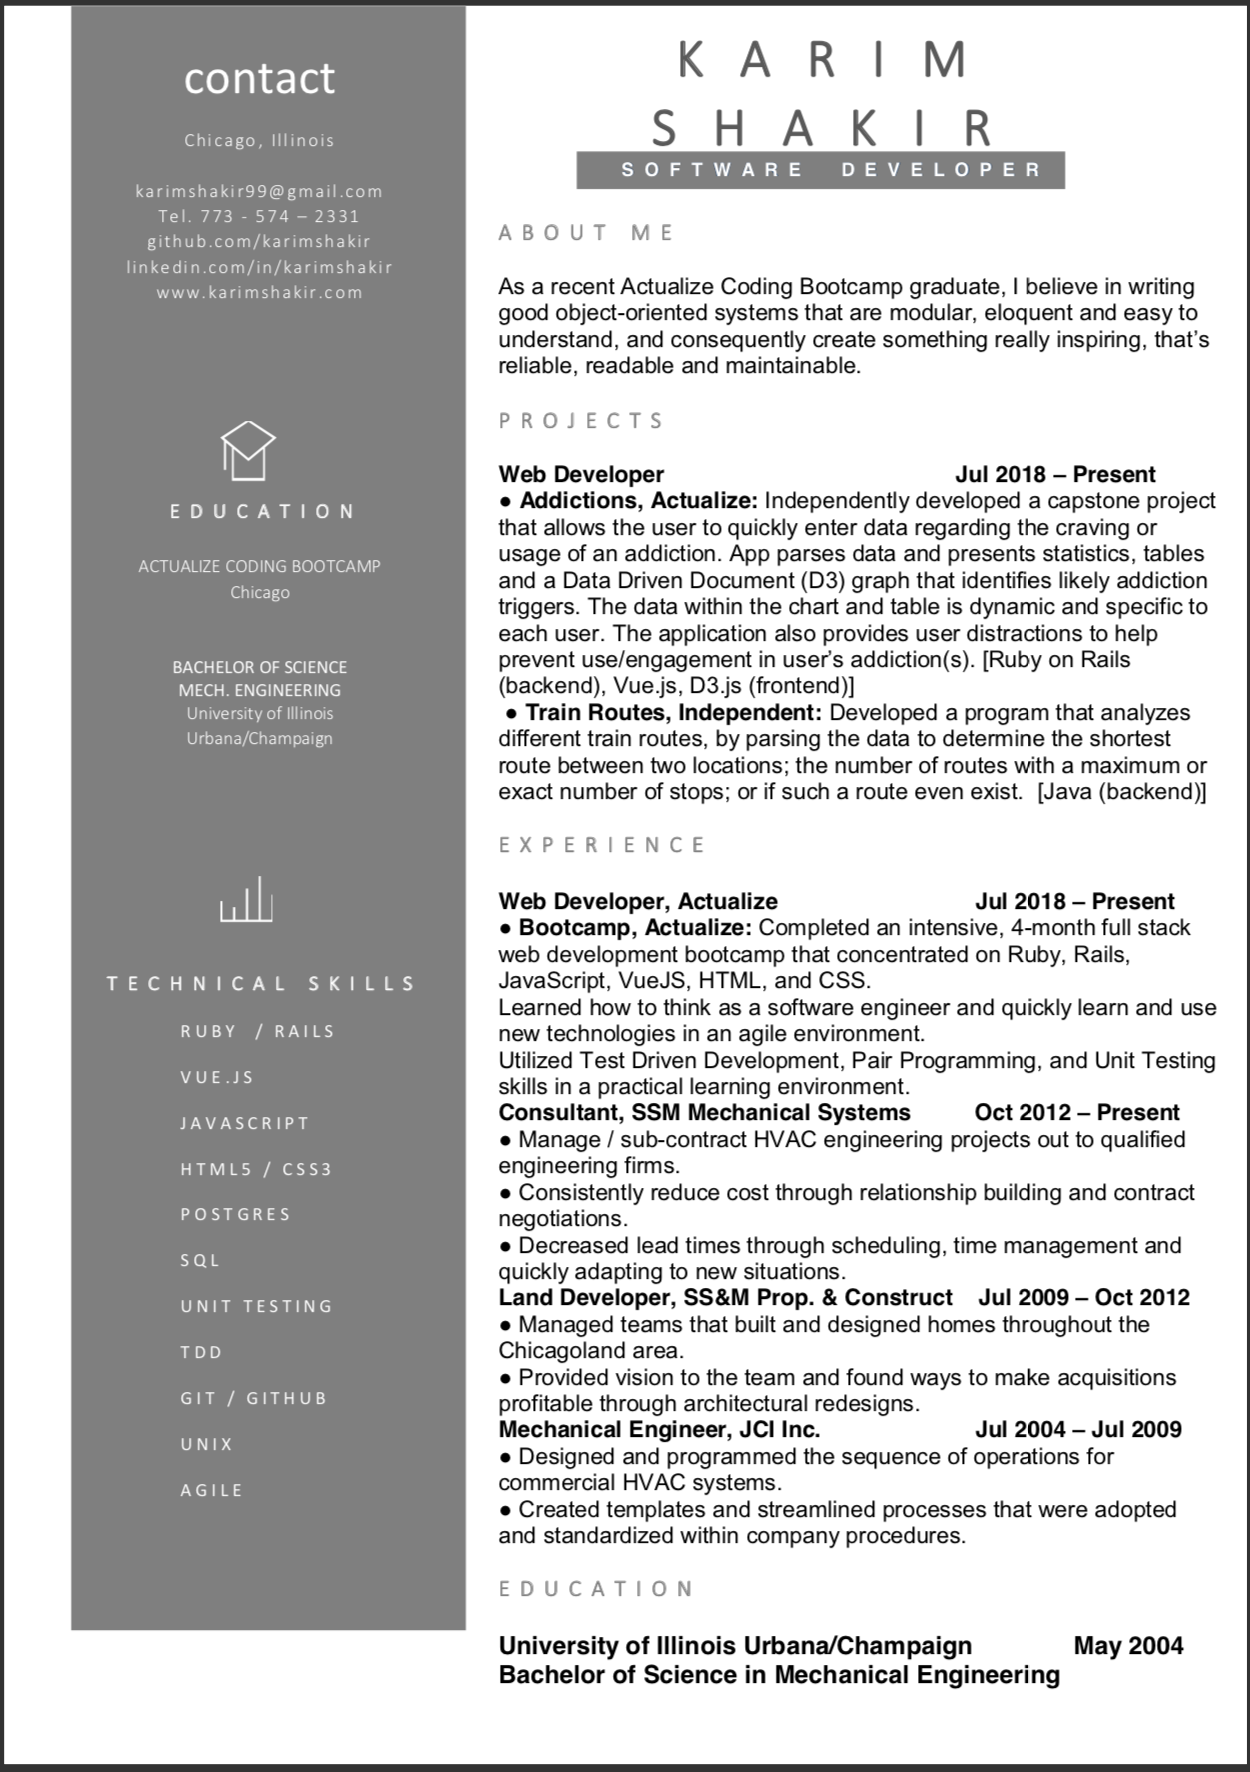 contact
Chicago, Illinois
karimshakir99@gmail.com
Tel. 773 - 574 – 2331
github.com/karimshakir
linkedin.com/in/karimshakir
www.karimshakir.com
EDUCATION
ACTUALIZE CODING BOOTCAMP
Chicago
BACHELOR OF SCIENCE
MECH. ENGINEERING
University of Illinois
Urbana/Champaign
TECHNICAL SKILLS
RUBY / RAILS
VUE.JS
JAVASCRIPT
HTML5 / CSS3
POSTGRES
SQL
UNIT TESTING
TDD
GIT / GITHUB
UNIX
AGILE
KARIM
SHAKIR
SOFTWARE DEVELOPER
ABOUT ME
As a recent Actualize Coding Bootcamp graduate, I believe in writing
good object-oriented systems that are modular, eloquent and easy to
understand, and consequently create something really inspiring, that’s
reliable, readable and maintainable.
PROJECTS
Web Developer Jul 2018 – Present
● Addictions, Actualize: Independently developed a capstone project
that allows the user to quickly enter data regarding the craving or
usage of an addiction. App parses data and presents statistics, tables
and a Data Driven Document (D3) graph that identifies likely addiction
triggers. The data within the chart and table is dynamic and specific to
each user. The application also provides user distractions to help
prevent use/engagement in user’s addiction(s). [Ruby on Rails
(backend), Vue.js, D3.js (frontend)]
● Train Routes, Independent: Developed a program that analyzes
different train routes, by parsing the data to determine the shortest
route between two locations; the number of routes with a maximum or
exact number of stops; or if such a route even exist. [Java (backend)]
EXPERIENCE
Web Developer, Actualize Jul 2018 – Present
● Bootcamp, Actualize: Completed an intensive, 4-month full stack
web development bootcamp that concentrated on Ruby, Rails,
JavaScript, VueJS, HTML, and CSS.
Learned how to think as a software engineer and quickly learn and use
new technologies in an agile environment.
Utilized Test Driven Development, Pair Programming, and Unit Testing
skills in a practical learning environment.
Consultant, SSM Mechanical Systems Oct 2012 – Present
● Manage / sub-contract HVAC engineering projects out to qualified
engineering firms.
● Consistently reduce cost through relationship building and contract
negotiations.
● Decreased lead times through scheduling, time management and
quickly adapting to new situations.
Land Developer, SS&M Prop. & Construct Jul 2009 – Oct 2012
● Managed teams that built and designed homes throughout the
Chicagoland area.
● Provided vision to the team and found ways to make acquisitions
profitable through architectural redesigns.
Mechanical Engineer, JCI Inc. Jul 2004 – Jul 2009
● Designed and programmed the sequence of operations for
commercial HVAC systems.
● Created templates and streamlined processes that were adopted
and standardized within company procedures.
EDUCATION
University of Illinois Urbana/Champaign May 2004
Bachelor of Science in Mechanical Engineering